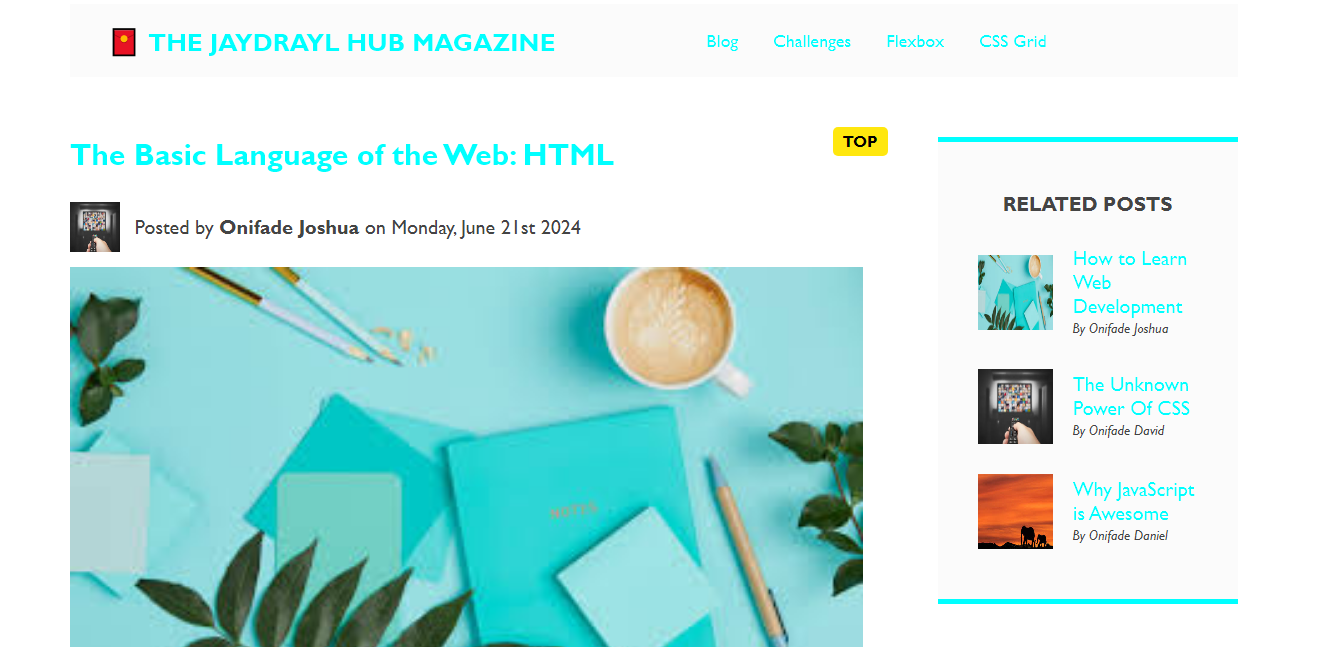 THE JAYDRAYL HUB MAGAZINE
Blog
Challenges
Flexbox
CSS Grid
TOP
The Basic Language of the Web: HTML
Posted by Onifade Joshua on Monday, June 21st 2024
NOTES
RELATED POSTS
How to Learn
Web
Development
By Onifade Joshua
The Unknown
Power Of CSS
By Onifade David
Why JavaScript
is Awesome
By Onifade Daniel